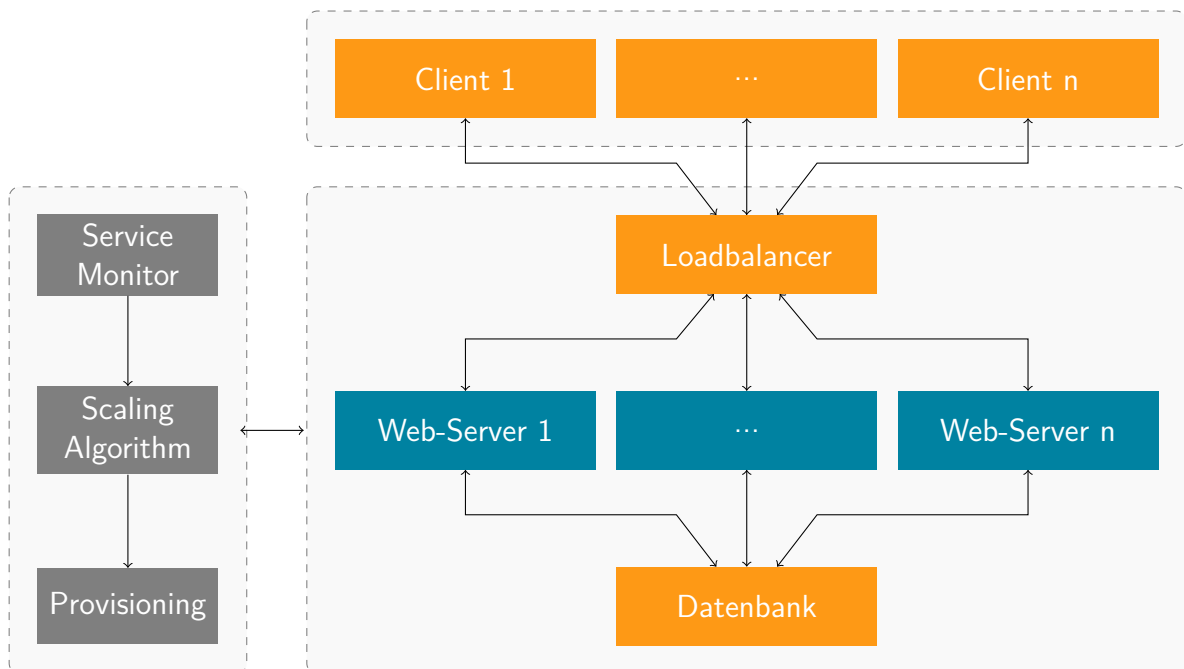 Client 1
...
Client n
Service
Monitor
Loadbalancer
Scaling
Algorithm
Web-Server 1
...
Web-Server n
Provisioning
Datenbank